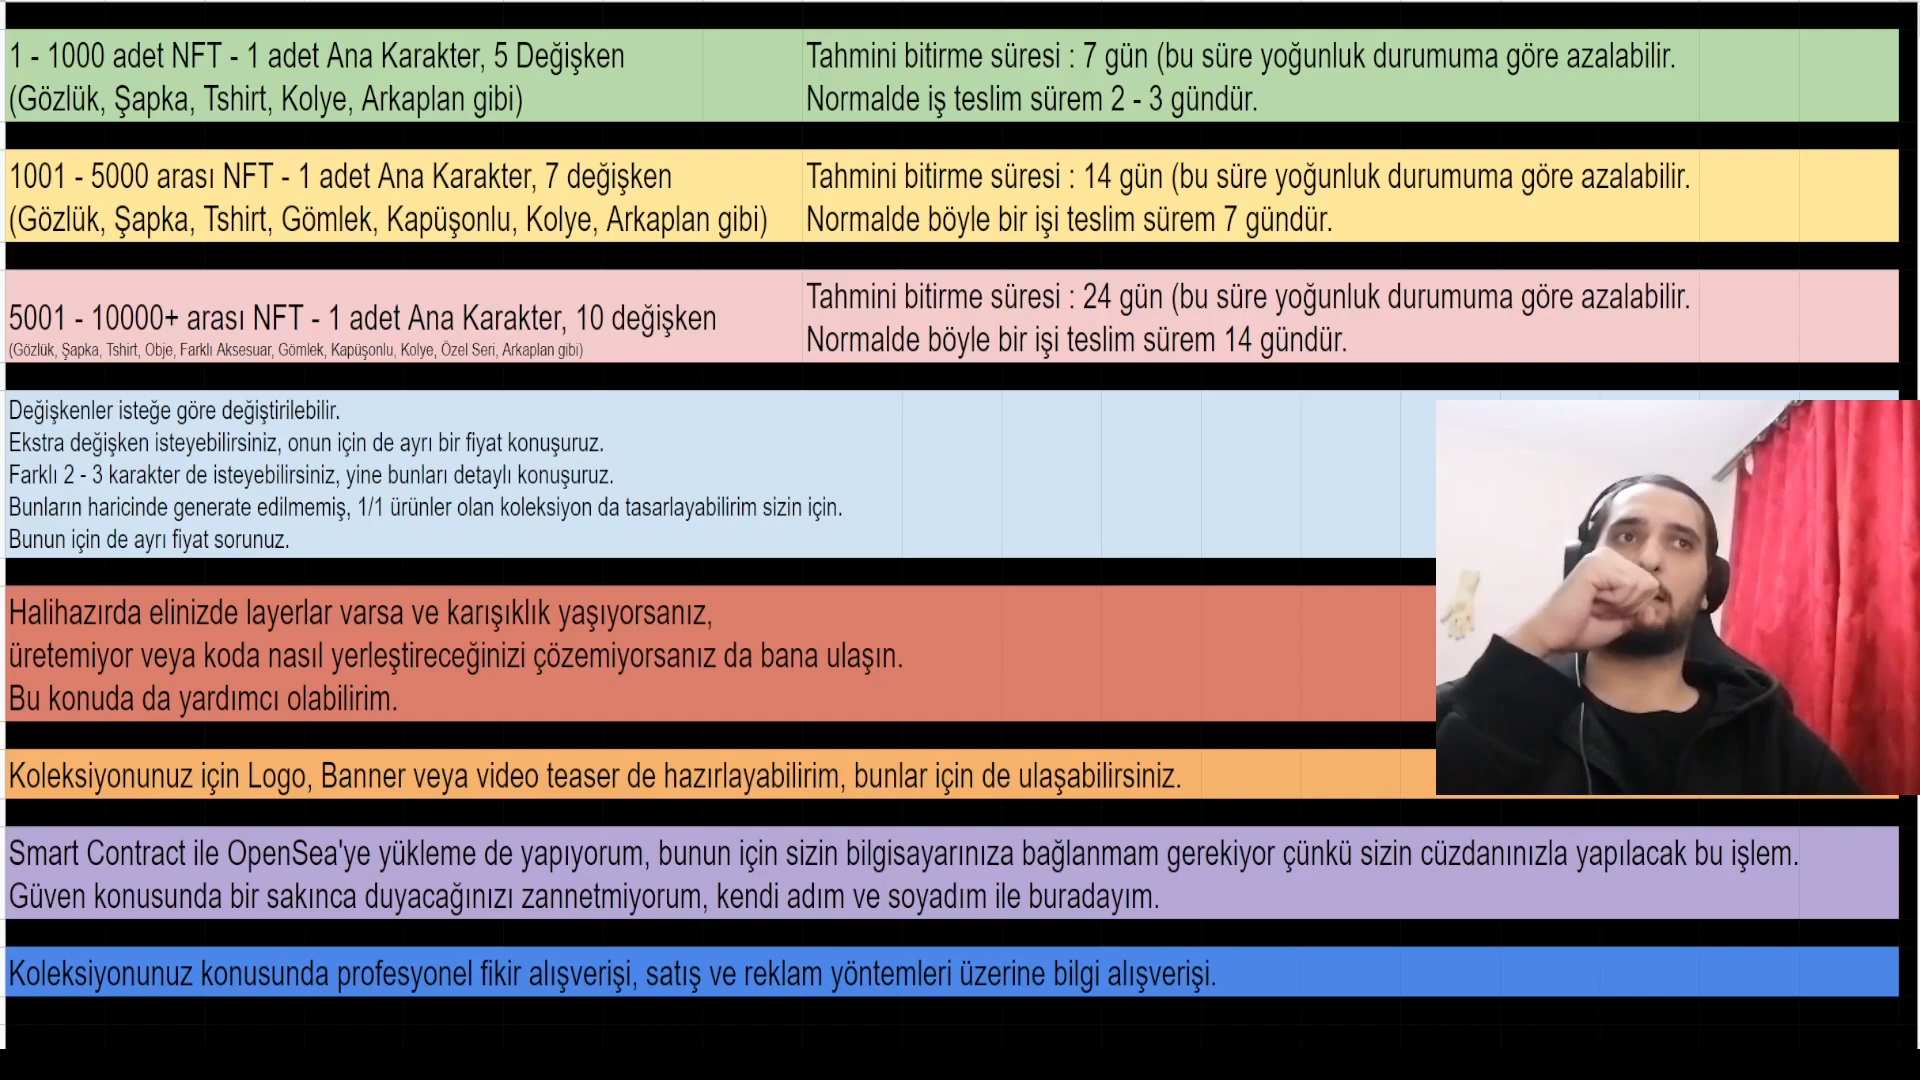 1 - 1000 adet NFT - 1 adet Ana Karakter, 5 Değişken
(Gözlük, Şapka, Tshirt, Kolye, Arkaplan gibi)
Tahmini bitirme süresi : 7 gün (bu süre yoğunluk durumuma göre azalabilir.
Normalde iş teslim sürem 2 - 3 gündür.
1001 - 5000 arası NFT - 1 adet Ana Karakter, 7 değişken
(Gözlük, Şapka, Tshirt, Gömlek, Kapüşonlu, Kolye, Arkaplan gibi)
Tahmini bitirme süresi : 14 gün (bu süre yoğunluk durumuma göre azalabilir.
Normalde böyle bir işi teslim sürem 7 gündür.
5001 - 10000+ arası NFT - 1 adet Ana Karakter, 10 değişken
(Gözlük, Şapka, Tshirt, Obje, Farklı Aksesuar, Gömlek, Kapüşonlu, Kolye, Özel Seri, Arkaplan gibi)
Tahmini bitirme süresi : 24 gün (bu süre yoğunluk durumuma göre azalabilir.
Normalde böyle bir işi teslim sürem 14 gündür.
Değişkenler isteğe göre değiştirilebilir.
Ekstra değişken isteyebilirsiniz, onun için de ayrı bir fiyat konuşuruz.
Farklı 2 - 3 karakter de isteyebilirsiniz, yine bunları detaylı konuşuruz.
Bunların haricinde generate edilmemiş, 1/1 ürünler olan koleksiyon da tasarlayabilirim sizin için.
Bunun için de ayrı fiyat sorunuz.
Halihazırda elinizde layerlar varsa ve karışıklık yaşıyorsanız,
üretemiyor veya koda nasıl yerleştireceğinizi çözemiyorsanız da bana ulaşın.
Bu konuda da yardımcı olabilirim.
Koleksiyonunuz için Logo, Banner veya video teaser de hazırlayabilirim, bunlar için de ulaşabilirsiniz.
Smart Contract ile OpenSea'ye yükleme de yapıyorum, bunun için sizin bilgisayarınıza bağlanmam gerekiyor çünkü sizin cüzdanınızla yapılacak bu işlem.
Güven konusunda bir sakınca duyacağınızı zannetmiyorum, kendi adım ve soyadım ile buradayım.
Koleksiyonunuz konusunda profesyonel fikir alışverişi, satış ve reklam yöntemleri üzerine bilgi alışverişi.